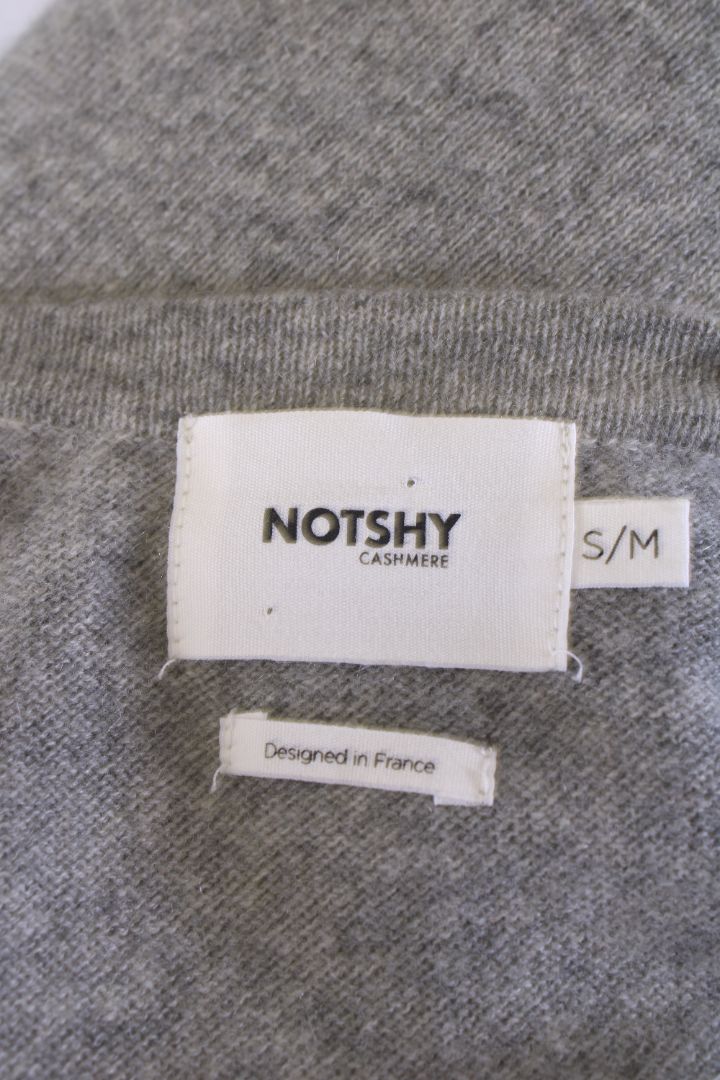 NOTSHY
CASHMERE
S/M
Designed in France